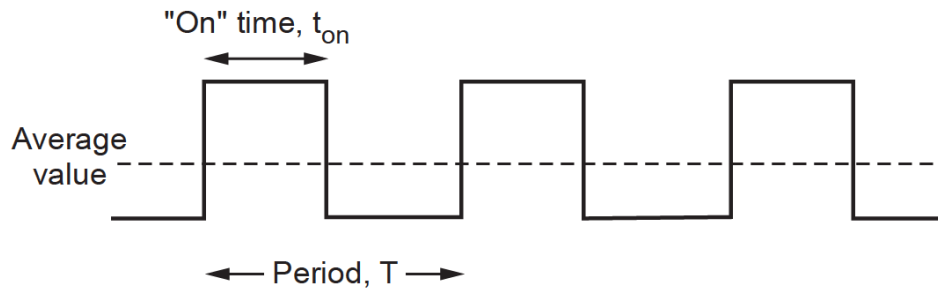 "On" time, t_on
Average
value
Period, T